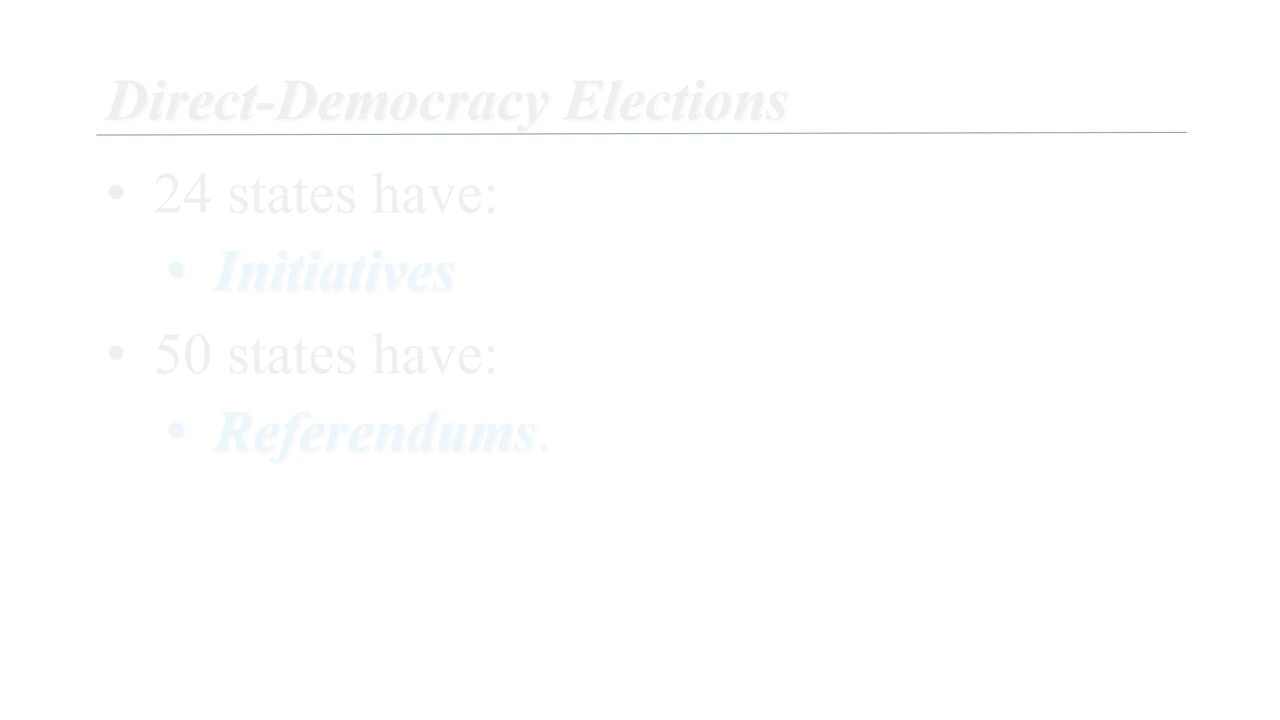 Direct-Democracy Elections
• 24 states have:
• Initiatives
• 50 states have:
• Referendums.